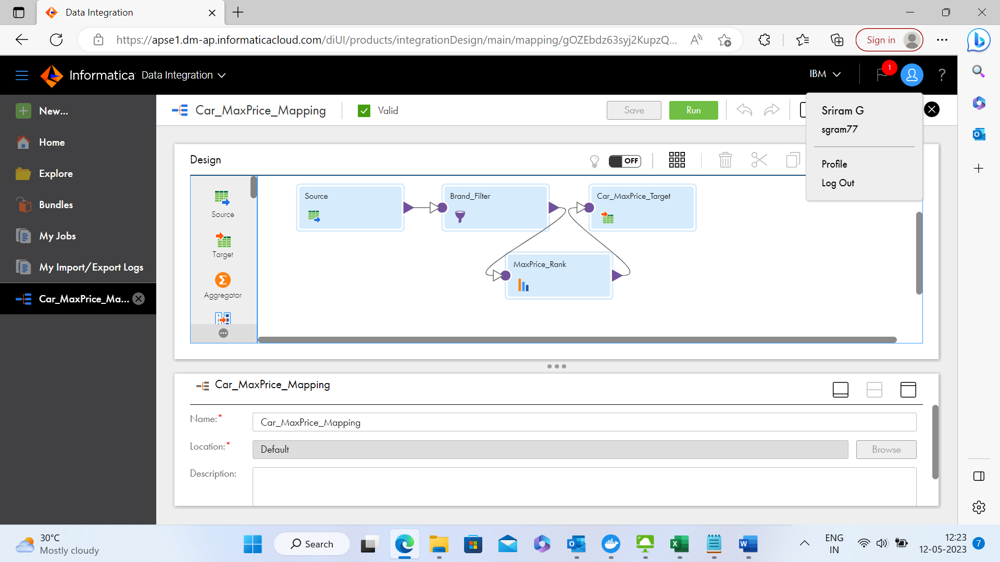 Data Integration
https://apse1.dm-ap.informaticacloud.com/diUI/products/integrationDesign/main/mapping/gOZEbdz63syj2KupzQ...
Sign in
Informatica Data Integration
IBM
1
?
New...
Home
Explore
Bundles
My Jobs
My Import/Export Logs
Car_MaxPrice_Ma...
Car_MaxPrice_Mapping
Valid
Save
Run
Sriram G
sgram77
Profile
Log Out
Design
OFF
Source
Target
Aggregator
Source
Brand_Filter
Car_MaxPrice_Target
MaxPrice_Rank
Car_MaxPrice_Mapping
Name:*
Car_MaxPrice_Mapping
Location:*
Default
Browse
Description:
30°C
Mostly cloudy
Search
ENG
IN
12:23
12-05-2023
7